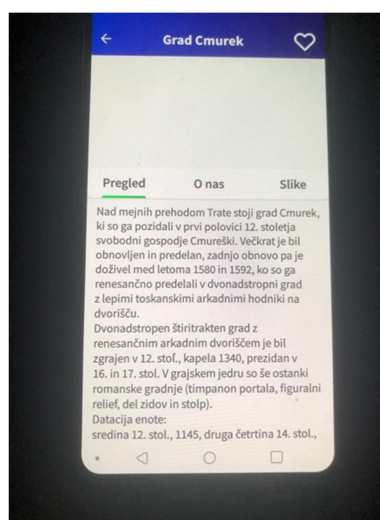 Grad Cmurek
Pregled O nas Slike
Nad mejnih prehodom Trate stoji grad Cmurek,
ki so ga pozidali v prvi polovici 12. stoletja
svobodni gospodje Cmureški. Večkrat je bil
obnovljen in predelan, zadnjo obnovo pa je
doživel med letoma 1580 in 1592, ko so ga
renesančno predelali v dvonadstropni grad
z lepimi toskanskimi arkadnimi hodniki na
dvorišču.
Dvonadstropen štiritrakten grad z
renesančnim arkadnim dvoriščem je bil
zgrajen v 12. stol., kapela 1340, prezidan v
16. in 17. stol. V grajskem jedru so še ostanki
romanske gradnje (timpanon portala, figuralni
relief, del zidov in stolp).
Datacija enote:
sredina 12. stol., 1145, druga četrtina 14. stol.,